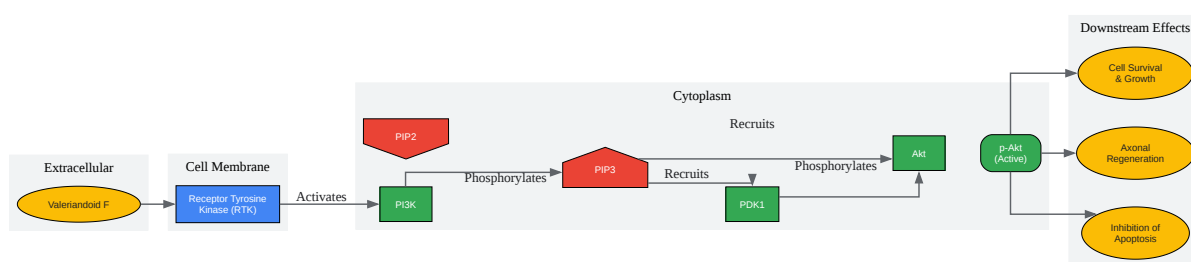 Extracellular
Valeriandoid F
Cell Membrane
Receptor Tyrosine
Kinase (RTK)
Activates
Cytoplasm
PIP2
PI3K
Phosphorylates
PIP3
Recruits
Recruits
PDK1
Phosphorylates
Akt
p-Akt
(Active)
Downstream Effects
Cell Survival
& Growth
Axonal
Regeneration
Inhibition of
Apoptosis